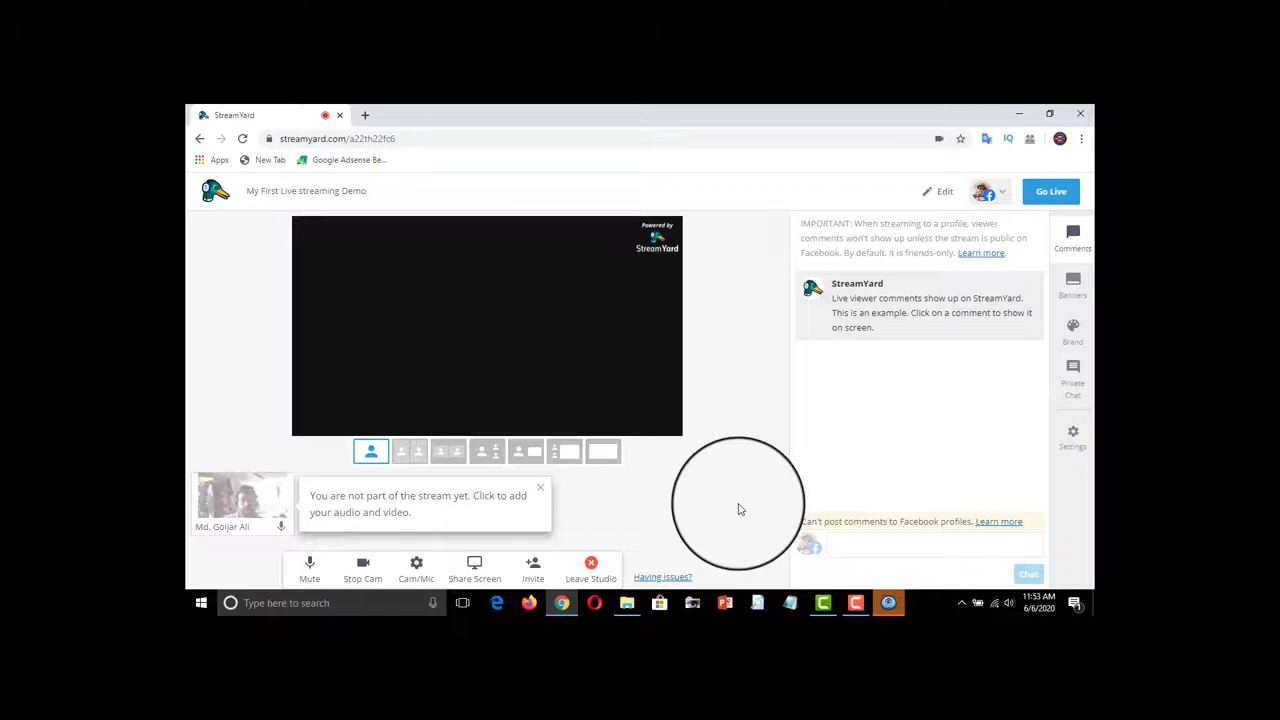 StreamYard
streamyard.com/a22th22fc6
Apps
New Tab
Google Adsense Be...
My First Live streaming Demo
Edit
Go Live
Powered by
StreamYard
IMPORTANT: When streaming to a profile, viewer
comments won't show up unless the stream is public on
Facebook. By default, it is friends-only. Learn more.
StreamYard
Live viewer comments show up on StreamYard.
This is an example. Click on a comment to show it
on screen.
Comments
Banners
Brand
Private
Chat
Settings
You are not part of the stream yet. Click to add
your audio and video.
Md. Goljar Ali
Can't post comments to Facebook profiles. Learn more
Chat
Mute
Stop Cam
Cam/Mic
Share Screen
Invite
Leave Studio
Having issues?
Type here to search
11:53 AM
6/6/2020
1